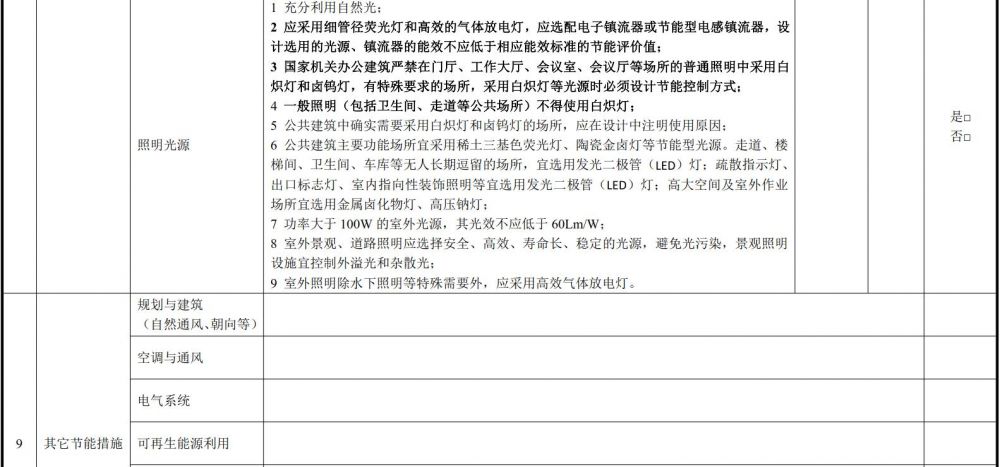 1 充分利用自然光；
2 应采用细管径荧光灯和高效的气体放电灯，应选配电子镇流器或节能型电感镇流器，设
计选用的光源、镇流器的能效不应低于相应能效标准的节能评价值；
3 国家机关办公建筑严禁在门厅、工作大厅、会议室、会议厅等场所的普通照明中采用白
炽灯和卤钨灯，有特殊要求的场所，采用白炽灯等光源时必须设计节能控制方式；
4 一般照明（包括卫生间、走道等公共场所）不得使用白炽灯；
5 公共建筑中确实需要采用白炽灯和卤钨灯的场所，应在设计中注明使用原因；
照明光源
6 公共建筑主要功能场所宜采用稀土三基色荧光灯、陶瓷金卤灯等节能型光源。走道、楼
梯间、卫生间、车库等无人长期逗留的场所，宜选用发光二极管（LED）灯；疏散指示灯、
出口标志灯、室内指向性装饰照明等宜选用发光二极管（LED）灯；高大空间及室外作业
场所宜选用金属卤化物灯、高压钠灯；
7 功率大于 100W 的室外光源，其光效不应低于 60Lm/W；
8 室外景观、道路照明应选择安全、高效、寿命长、稳定的光源，避免光污染，景观照明
设施宜控制外溢光和杂散光；
9 室外照明除水下照明等特殊需要外，应采用高效气体放电灯。
是□
否□
规划与建筑
（自然通风、朝向等）
空调与通风
电气系统
9
其它节能措施
可再生能源利用